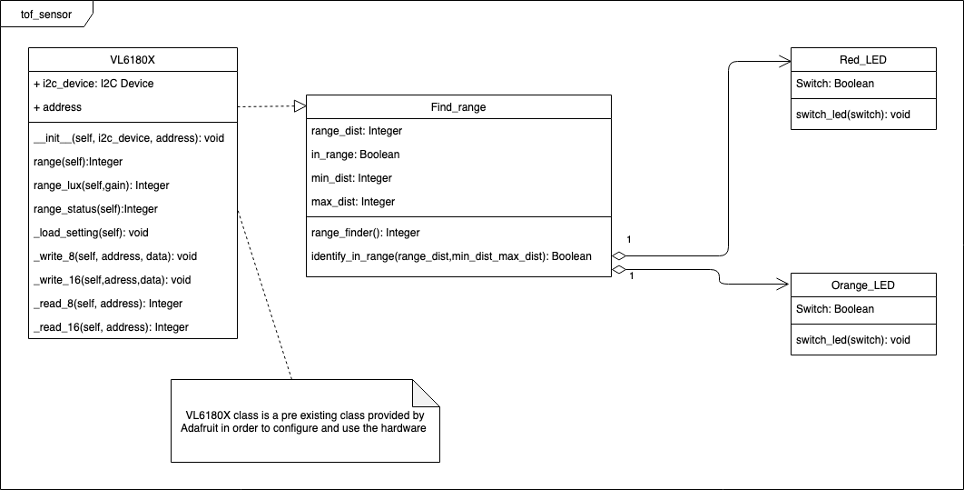 tof_sensor
VL6180X
+ i2c_device: I2C Device
+ address
__init__(self, i2c_device, address): void
range(self):Integer
range_lux(self,gain): Integer
range_status(self):Integer
_load_setting(self): void
_write_8(self, address, data): void
_write_16(self,adress,data): void
_read_8(self, address): Integer
_read_16(self, address): Integer
Find_range
range_dist: Integer
in_range: Boolean
min_dist: Integer
max_dist: Integer
range_finder(): Integer
identify_in_range(range_dist,min_dist_max_dist): Boolean
1
1
Red_LED
Switch: Boolean
switch_led(switch): void
Orange_LED
Switch: Boolean
switch_led(switch): void
VL6180X class is a pre existing class provided by
Adafruit in order to configure and use the hardware